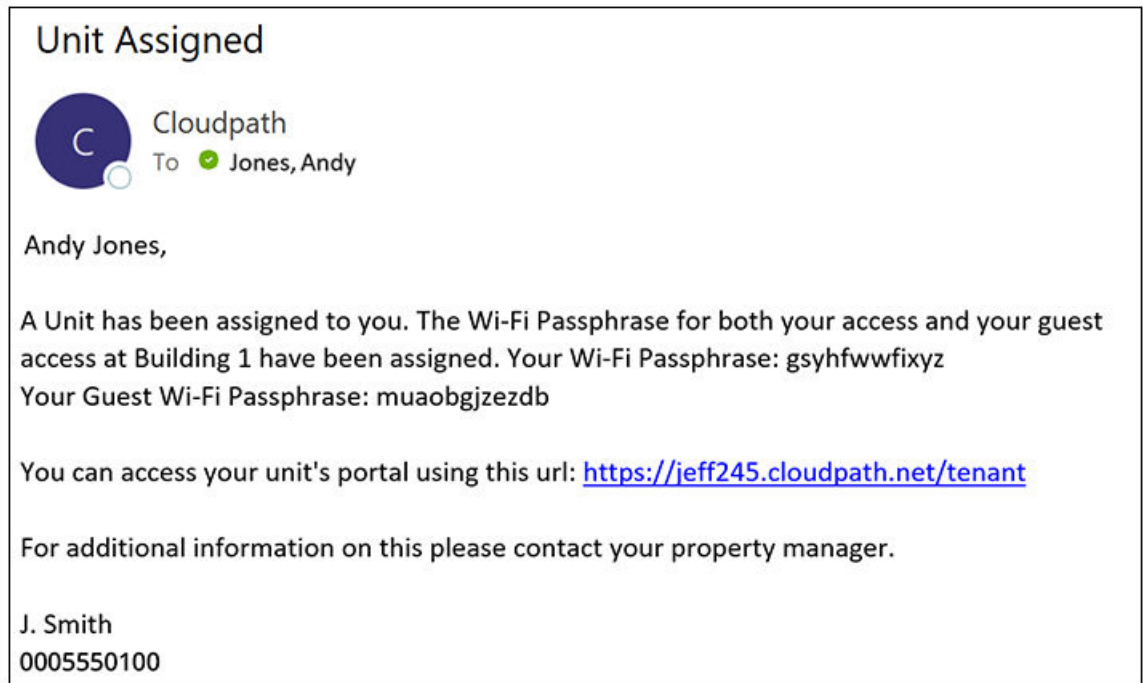 Unit Assigned
C
Cloudpath
To Jones, Andy
Andy Jones,
A Unit has been assigned to you. The Wi-Fi Passphrase for both your access and your guest
access at Building 1 have been assigned. Your Wi-Fi Passphrase: gsyhfwwfixyz
Your Guest Wi-Fi Passphrase: muaobgjzezdb
You can access your unit's portal using this url: https://jeff245.cloudpath.net/tenant
For additional information on this please contact your property manager.
J. Smith
0005550100